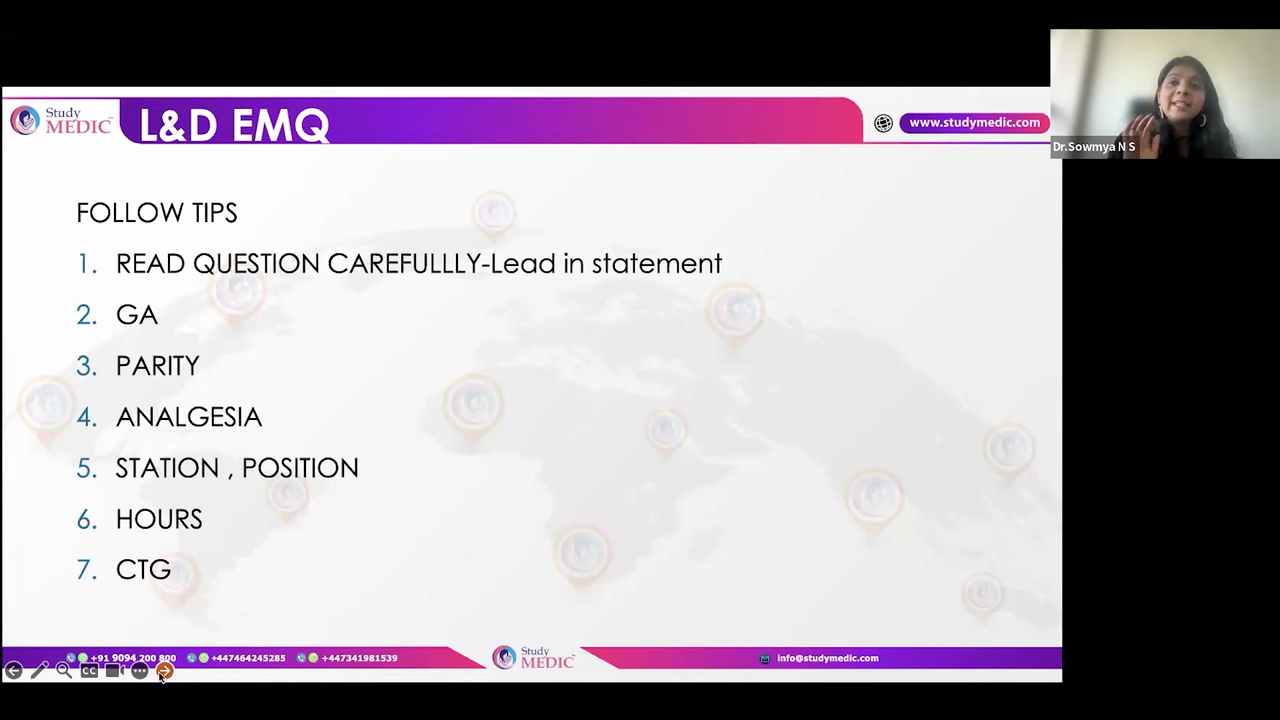 Study
MEDIC
L&D EMQ
www.studymedic.com
Dr.Sowmya N S
FOLLOW TIPS
1. READ QUESTION CAREFULLLY-Lead in statement
2. GA
3. PARITY
4. ANALGESIA
5. STATION , POSITION
6. HOURS
7. CTG
+91 9094 200 800 +447464245285 +447341981539
Study
MEDIC
info@studymedic.com
CC